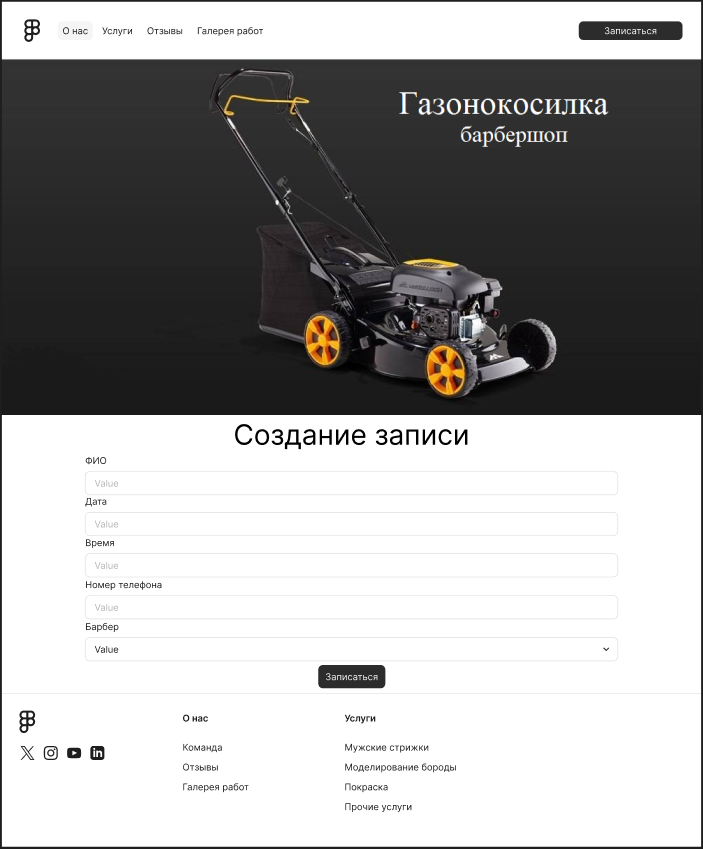 О нас Услуги Отзывы Галерея работ Записаться
Газонокосилка
барбершоп
Создание записи
ФИО
Value
Дата
Value
Время
Value
Номер телефона
Value
Барбер
Value
Записаться
О нас
Команда
Отзывы
Галерея работ
Услуги
Мужские стрижки
Моделирование бороды
Покраска
Прочие услуги